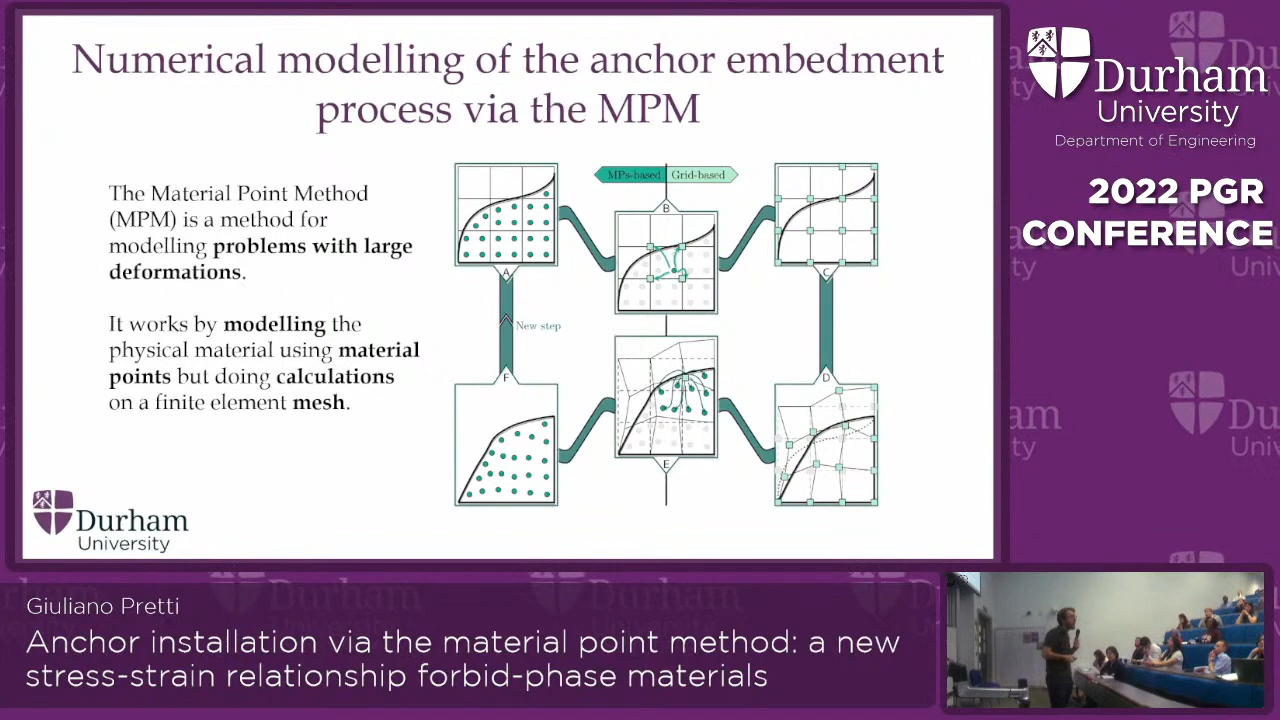 Numerical modelling of the anchor embedment
process via the MPM
The Material Point Method
(MPM) is a method for
modelling problems with large
deformations.
It works by modelling the
physical material using material
points but doing calculations
on a finite element mesh.
MPs-based
Grid-based
A
B
C
New step
F
E
D
Durham
University
Durham
University
Department of Engineering
2022 PGR
CONFERENCE
Giuliano Pretti
Anchor installation via the material point method: a new
stress-strain relationship forbid-phase materials